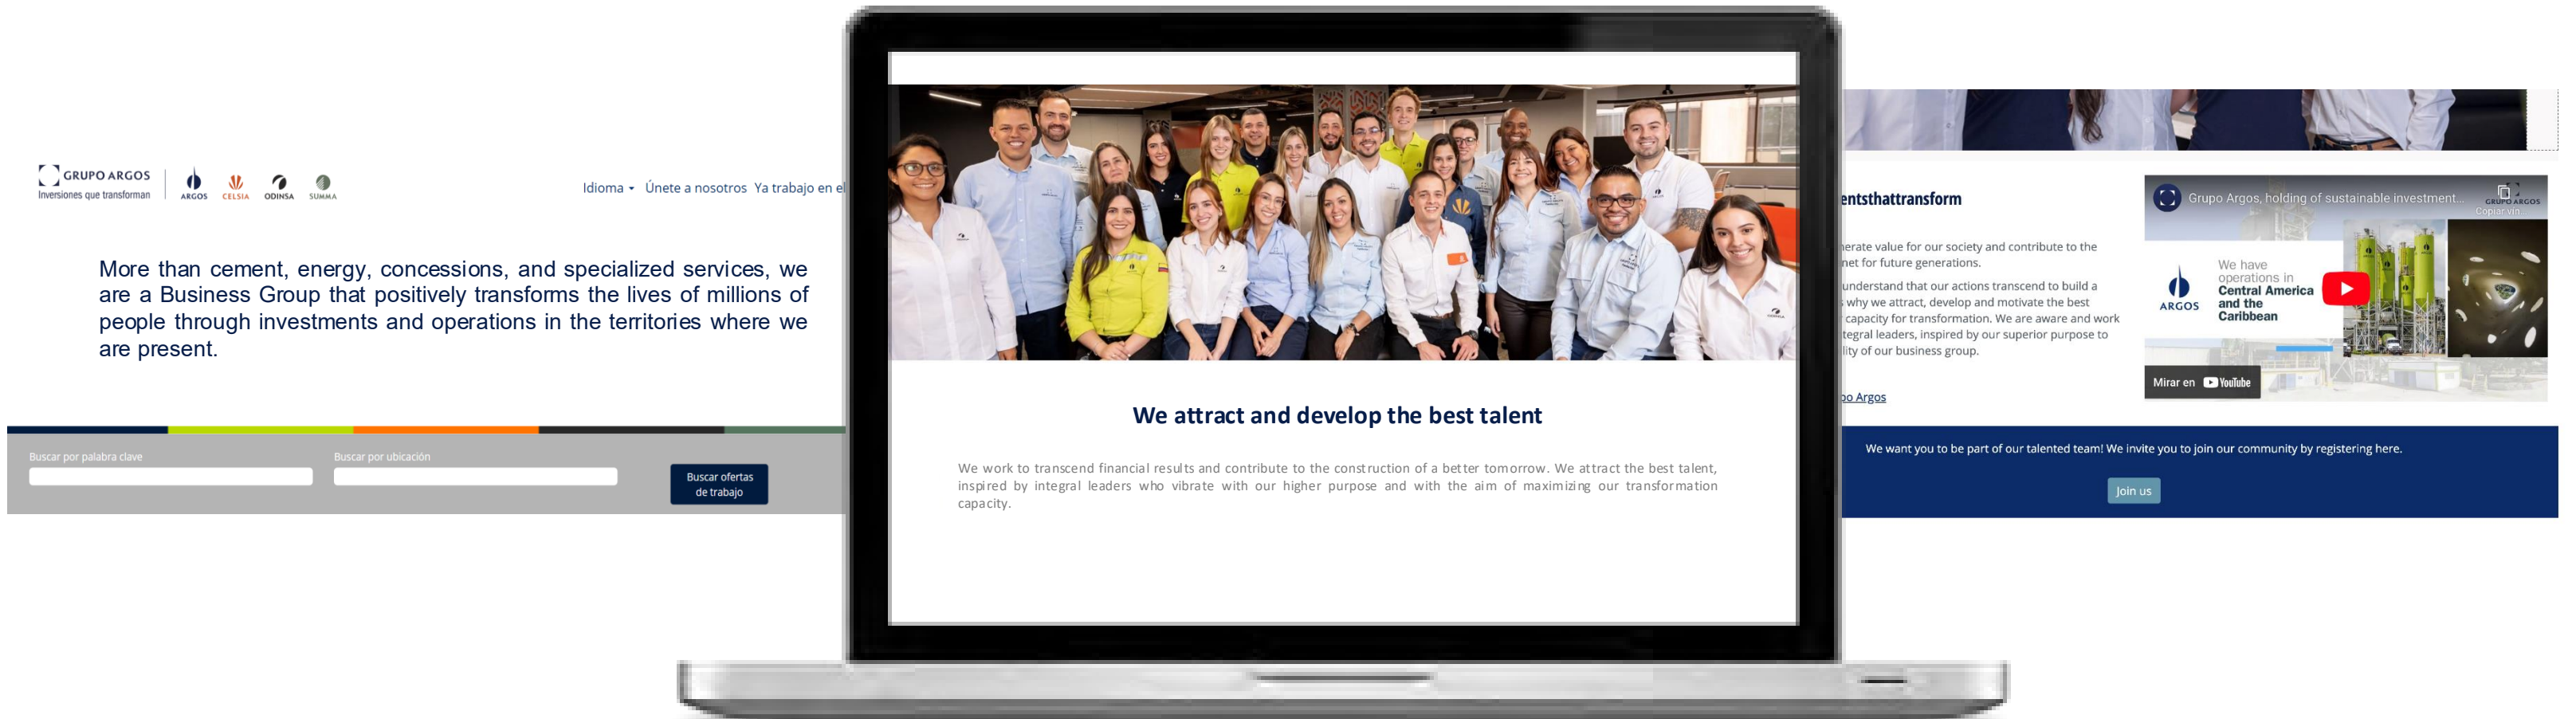 GRUPO ARGOS
Inversiones que transforman
ARGOS
CELSIA
ODINSA
SUMMA
Idioma
Únete a nosotros
Ya trabajo en el
More than cement, energy, concessions, and specialized services, we
are a Business Group that positively transforms the lives of millions of
people through investments and operations in the territories where we
are present.
Buscar por palabra clave
Buscar por ubicación
Buscar ofertas
de trabajo
We attract and develop the best talent
We work to transcend financial results and contribute to the construction of a better tomorrow. We attract the best talent,
inspired by integral leaders who vibrate with our higher purpose and with the aim of maximizing our transformation
capacity.
entsthattransform
nerate value for our society and contribute to the
net for future generations.
understand that our actions transcend to build a
why we attract, develop and motivate the best
capacity for transformation. We are aware and work
tegral leaders, inspired by our superior purpose to
lity of our business group.
po Argos
Grupo Argos, holding of sustainable investment...
GRUPO ARGOS
Copiar vín...
ARGOS
We have
operations in
Central America
and the
Caribbean
Mirar en YouTube
We want you to be part of our talented team! We invite you to join our community by registering here.
Join us